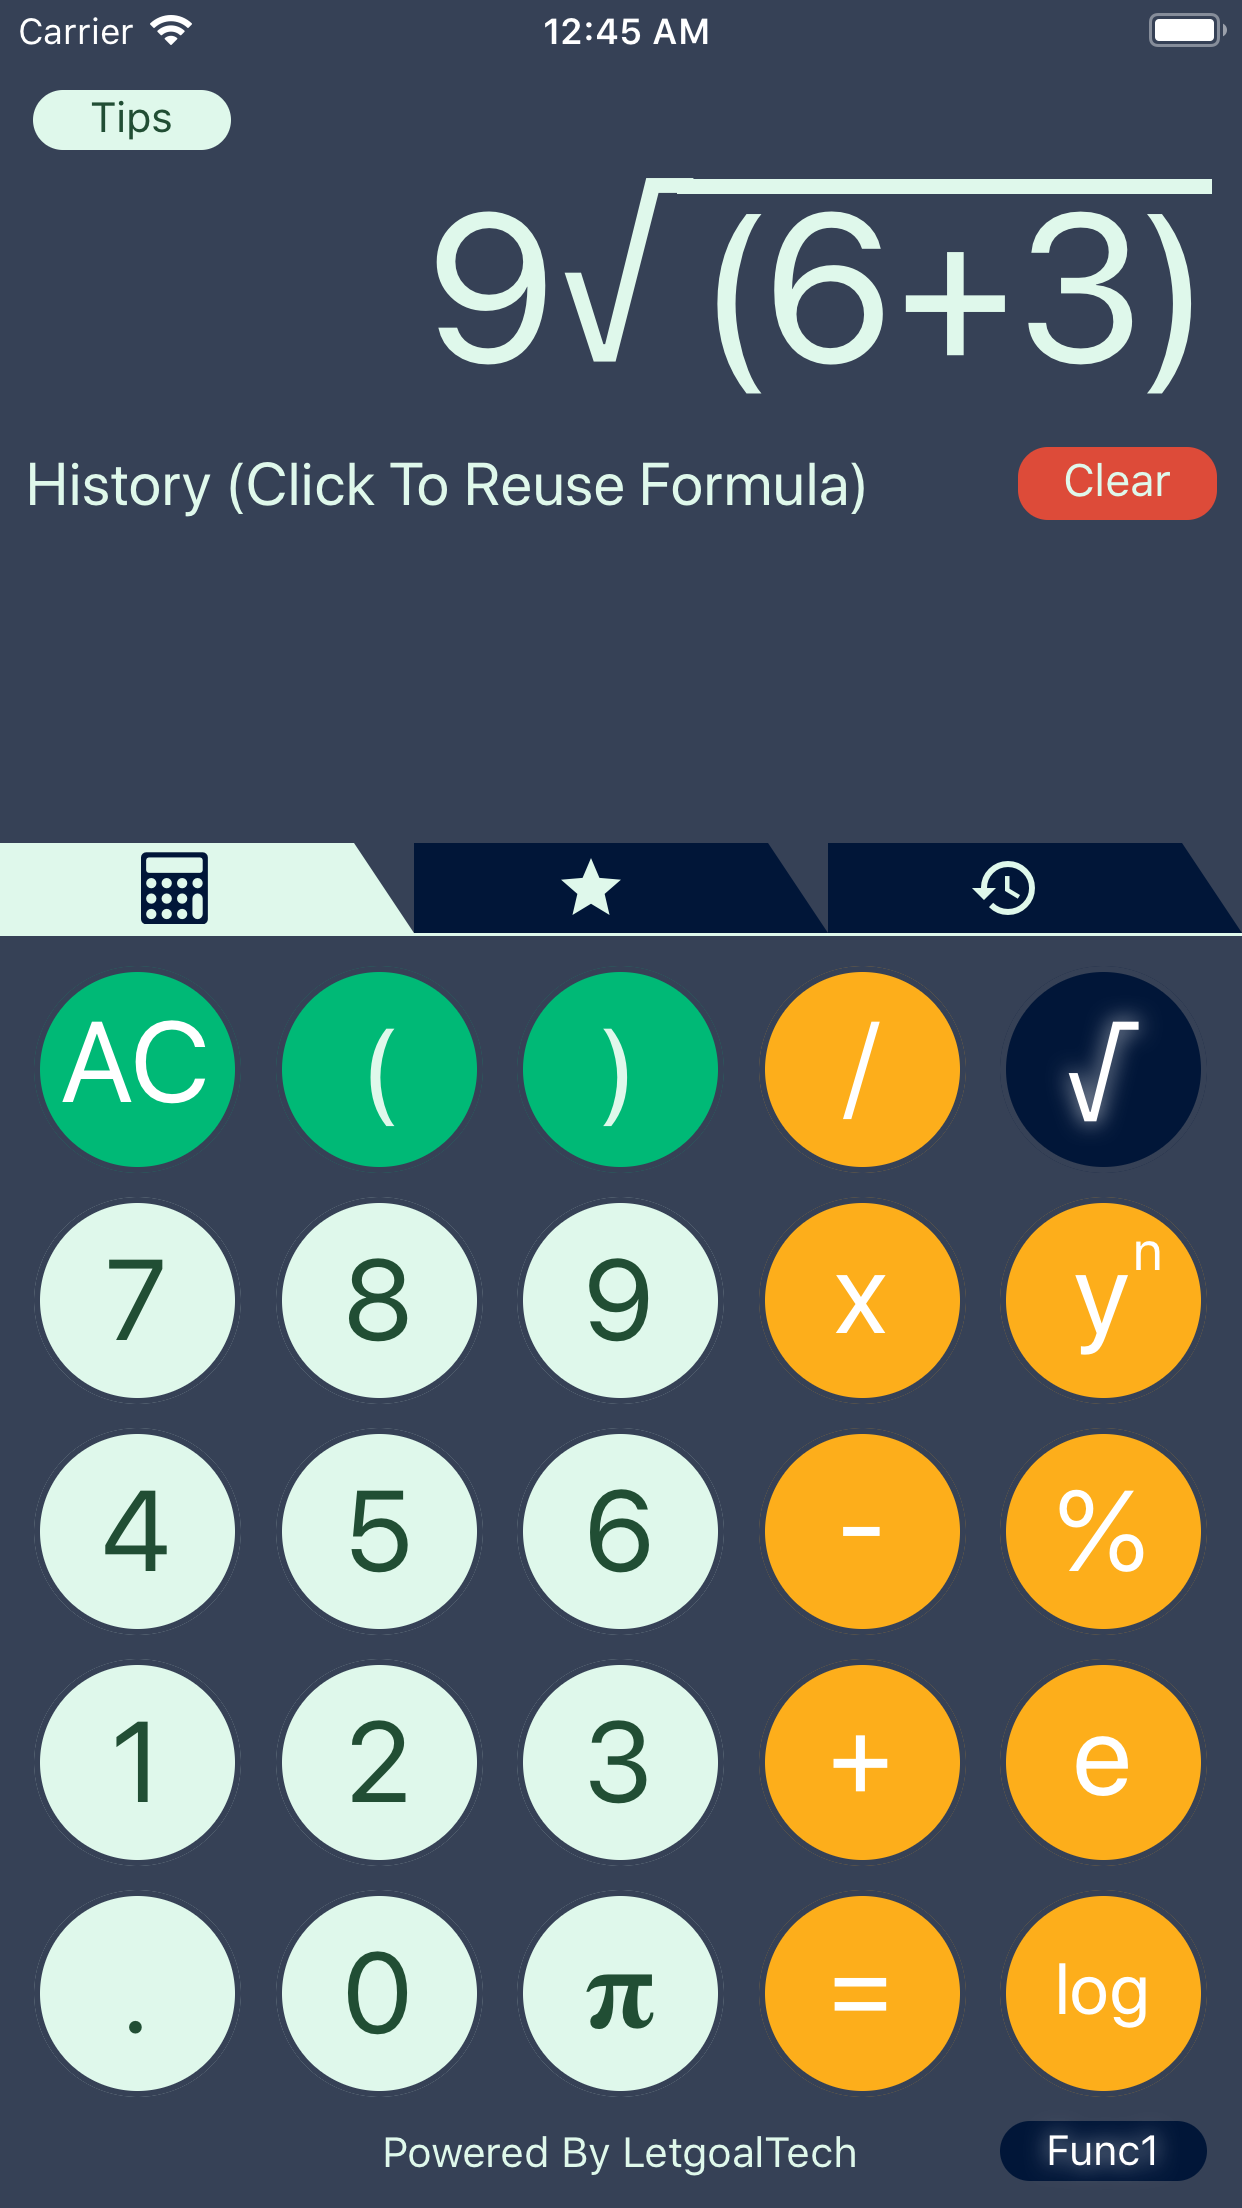 Carrier 12:45 AM
Tips
9√(6+3)
History (Click To Reuse Formula) Clear
AC ( ) / √
7 8 9 x yⁿ
4 5 6 - %
1 2 3 + e
. 0 π = log
Powered By LetgoalTech Func1